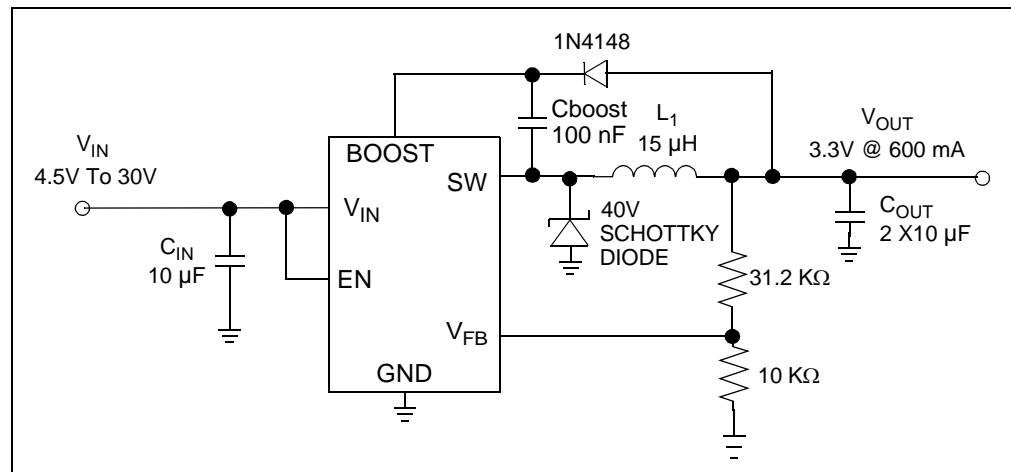 1N4148
Cboost
100 nF
L1
15 µH
VOUT
3.3V @ 600 mA
VIN
4.5V To 30V
BOOST
SW
VIN
CIN
10 µF
EN
40V
SCHOTTKY
DIODE
COUT
2 X10 µF
31.2 KΩ
VFB
GND
10 KΩ